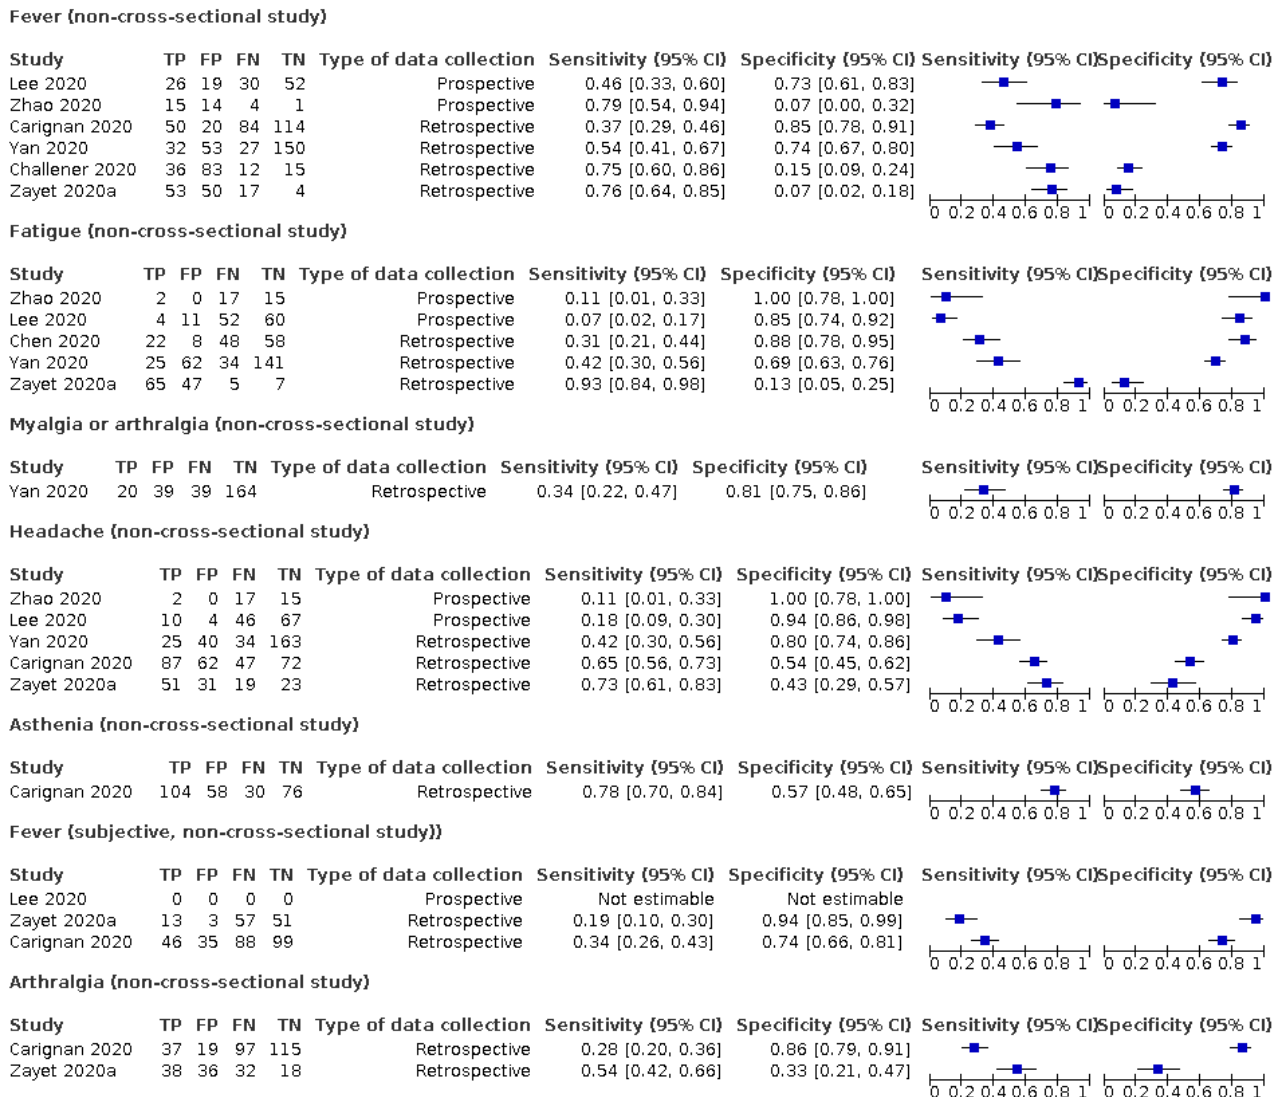 Fever (non-cross-sectional study)
Study TP FP FN TN Type of data collection Sensitivity (95% CI) Specificity (95% CI) Sensitivity (95% CI)Specificity (95% CI)
Lee 2020 26 19 30 52 Prospective 0.46 [0.33, 0.60] 0.73 [0.61, 0.83]
Zhao 2020 15 14 4 1 Prospective 0.79 [0.54, 0.94] 0.07 [0.00, 0.32]
Carignan 2020 50 20 84 114 Retrospective 0.37 [0.29, 0.46] 0.85 [0.78, 0.91]
Yan 2020 32 53 27 150 Retrospective 0.54 [0.41, 0.67] 0.74 [0.67, 0.80]
Challener 2020 36 83 12 15 Retrospective 0.75 [0.60, 0.86] 0.15 [0.09, 0.24]
Zayet 2020a 53 50 17 4 Retrospective 0.76 [0.64, 0.85] 0.07 [0.02, 0.18]
0 0.2 0.4 0.6 0.8 1 0 0.2 0.4 0.6 0.8 1
Fatigue (non-cross-sectional study)
Study TP FP FN TN Type of data collection Sensitivity (95% CI) Specificity (95% CI) Sensitivity (95% CI)Specificity (95% CI)
Zhao 2020 2 0 17 15 Prospective 0.11 [0.01, 0.33] 1.00 [0.78, 1.00]
Lee 2020 4 11 52 60 Prospective 0.07 [0.02, 0.17] 0.85 [0.74, 0.92]
Chen 2020 22 8 48 58 Retrospective 0.31 [0.21, 0.44] 0.88 [0.78, 0.95]
Yan 2020 25 62 34 141 Retrospective 0.42 [0.30, 0.56] 0.69 [0.63, 0.76]
Zayet 2020a 65 47 5 7 Retrospective 0.93 [0.84, 0.98] 0.13 [0.05, 0.25]
0 0.2 0.4 0.6 0.8 1 0 0.2 0.4 0.6 0.8 1
Myalgia or arthralgia (non-cross-sectional study)
Study TP FP FN TN Type of data collection Sensitivity (95% CI) Specificity (95% CI) Sensitivity (95% CI)Specificity (95% CI)
Yan 2020 20 39 39 164 Retrospective 0.34 [0.22, 0.47] 0.81 [0.75, 0.86]
0 0.2 0.4 0.6 0.8 1 0 0.2 0.4 0.6 0.8 1
Headache (non-cross-sectional study)
Study TP FP FN TN Type of data collection Sensitivity (95% CI) Specificity (95% CI) Sensitivity (95% CI)Specificity (95% CI)
Zhao 2020 2 0 17 15 Prospective 0.11 [0.01, 0.33] 1.00 [0.78, 1.00]
Lee 2020 10 4 46 67 Prospective 0.18 [0.09, 0.30] 0.94 [0.86, 0.98]
Yan 2020 25 40 34 163 Retrospective 0.42 [0.30, 0.56] 0.80 [0.74, 0.86]
Carignan 2020 87 62 47 72 Retrospective 0.65 [0.56, 0.73] 0.54 [0.45, 0.62]
Zayet 2020a 51 31 19 23 Retrospective 0.73 [0.61, 0.83] 0.43 [0.29, 0.57]
0 0.2 0.4 0.6 0.8 1 0 0.2 0.4 0.6 0.8 1
Asthenia (non-cross-sectional study)
Study TP FP FN TN Type of data collection Sensitivity (95% CI) Specificity (95% CI) Sensitivity (95% CI)Specificity (95% CI)
Carignan 2020 104 58 30 76 Retrospective 0.78 [0.70, 0.84] 0.57 [0.48, 0.65]
0 0.2 0.4 0.6 0.8 1 0 0.2 0.4 0.6 0.8 1
Fever (subjective, non-cross-sectional study))
Study TP FP FN TN Type of data collection Sensitivity (95% CI) Specificity (95% CI) Sensitivity (95% CI)Specificity (95% CI)
Lee 2020 0 0 0 0 Prospective Not estimable Not estimable
Zayet 2020a 13 3 57 51 Retrospective 0.19 [0.10, 0.30] 0.94 [0.85, 0.99]
Carignan 2020 46 35 88 99 Retrospective 0.34 [0.26, 0.43] 0.74 [0.66, 0.81]
0 0.2 0.4 0.6 0.8 1 0 0.2 0.4 0.6 0.8 1
Arthralgia (non-cross-sectional study)
Study TP FP FN TN Type of data collection Sensitivity (95% CI) Specificity (95% CI) Sensitivity (95% CI)Specificity (95% CI)
Carignan 2020 37 19 97 115 Retrospective 0.28 [0.20, 0.36] 0.86 [0.79, 0.91]
Zayet 2020a 38 36 32 18 Retrospective 0.54 [0.42, 0.66] 0.33 [0.21, 0.47]
0 0.2 0.4 0.6 0.8 1 0 0.2 0.4 0.6 0.8 1